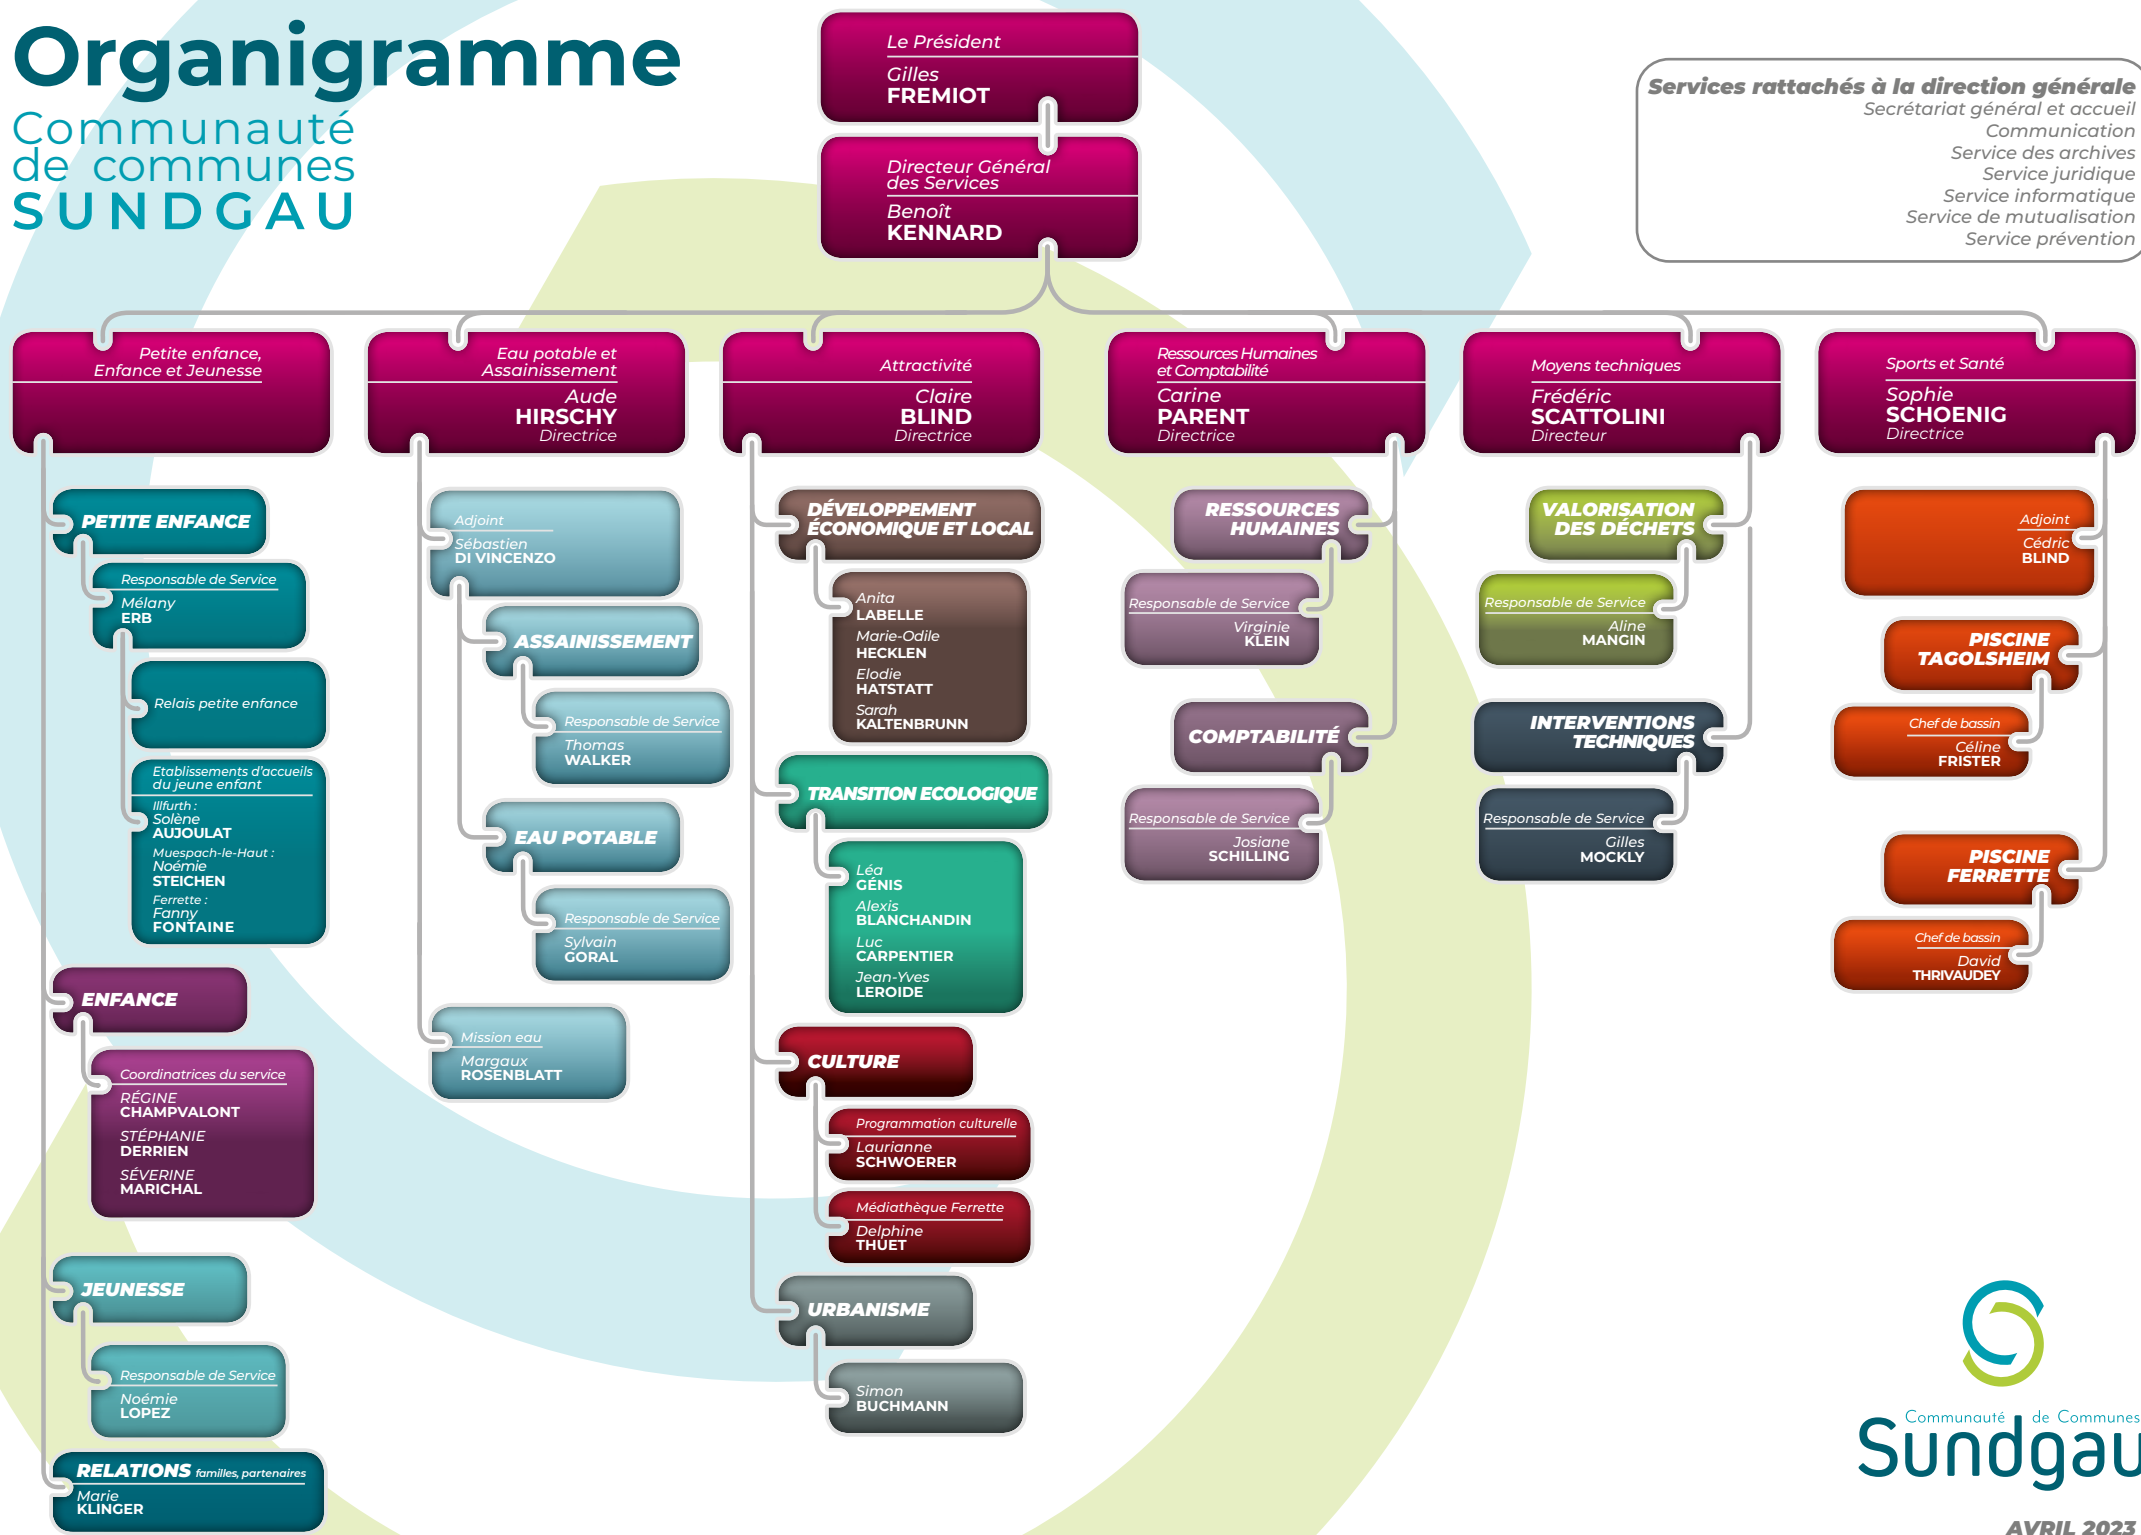 Organigramme
Communauté
de communes
SUNDGAU
Le Président
Gilles
FREMIOT
Directeur Général
des Services
Benoît
KENNARD
Services rattachés à la direction générale
Secrétariat général et accueil
Communication
Service des archives
Service juridique
Service informatique
Service de mutualisation
Service prévention
Petite enfance,
Enfance et Jeunesse
PETITE ENFANCE
Responsable de Service
Mélany
ERB
Relais petite enfance
Etablissements d'accueils
du jeune enfant
Illfurth :
Solène
AUJOULAT
Muespach-le-Haut :
Noémie
STEICHEN
Ferrette :
Fanny
FONTAINE
ENFANCE
Coordinatrices du service
RÉGINE
CHAMPVALONT
STÉPHANIE
DERRIEN
SÉVERINE
MARICHAL
JEUNESSE
Responsable de Service
Noémie
LOPEZ
RELATIONS familles, partenaires
Marie
KLINGER
Eau potable et
Assainissement
Aude
HIRSCHY
Directrice
Adjoint
Sébastien
DI VINCENZO
ASSAINISSEMENT
Responsable de Service
Thomas
WALKER
EAU POTABLE
Responsable de Service
Sylvain
GORAL
Mission eau
Margaux
ROSENBLATT
Attractivité
Claire
BLIND
Directrice
DÉVELOPPEMENT
ÉCONOMIQUE ET LOCAL
Anita
LABELLE
Marie-Odile
HECKLEN
Elodie
HATSTATT
Sarah
KALTENBRUNN
TRANSITION ECOLOGIQUE
Léa
GÉNIS
Alexis
BLANCHANDIN
Luc
CARPENTIER
Jean-Yves
LEROIDE
CULTURE
Programmation culturelle
Laurianne
SCHWOERER
Médiathèque Ferrette
Delphine
THUET
URBANISME
Simon
BUCHMANN
Ressources Humaines
et Comptabilité
Carine
PARENT
Directrice
RESSOURCES
HUMAINES
Responsable de Service
Virginie
KLEIN
COMPTABILITÉ
Responsable de Service
Josiane
SCHILLING
Moyens techniques
Frédéric
SCATTOLINI
Directeur
VALORISATION
DES DÉCHETS
Responsable de Service
Aline
MANGIN
INTERVENTIONS
TECHNIQUES
Responsable de Service
Gilles
MOCKLY
Sports et Santé
Sophie
SCHOENIG
Directrice
Adjoint
Cédric
BLIND
PISCINE
TAGOLSHEIM
Chef de bassin
Céline
FRISTER
PISCINE
FERRETTE
Chef de bassin
David
THRIVAUDEY
Communauté de Communes
Sundgau
AVRIL 2023